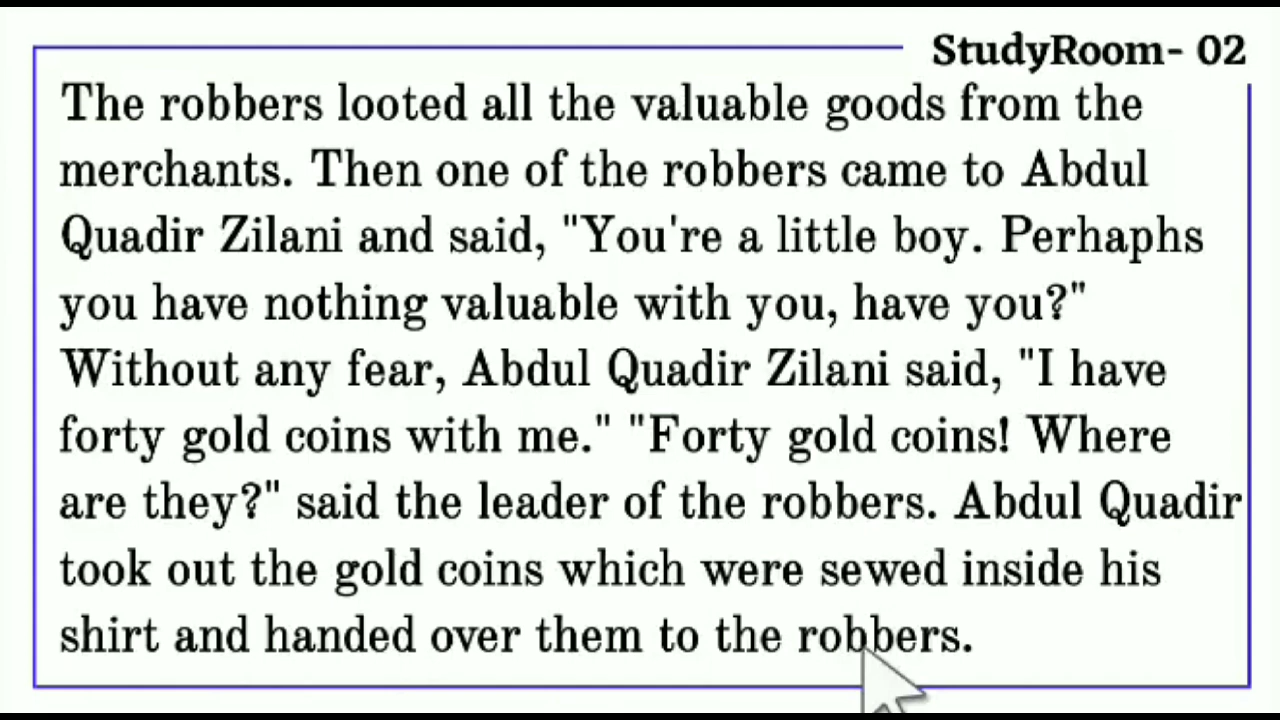 StudyRoom- 02
The robbers looted all the valuable goods from the
merchants. Then one of the robbers came to Abdul
Quadir Zilani and said, "You're a little boy. Perhaphs
you have nothing valuable with you, have you?"
Without any fear, Abdul Quadir Zilani said, "I have
forty gold coins with me." "Forty gold coins! Where
are they?" said the leader of the robbers. Abdul Quadir
took out the gold coins which were sewed inside his
shirt and handed over them to the robbers.